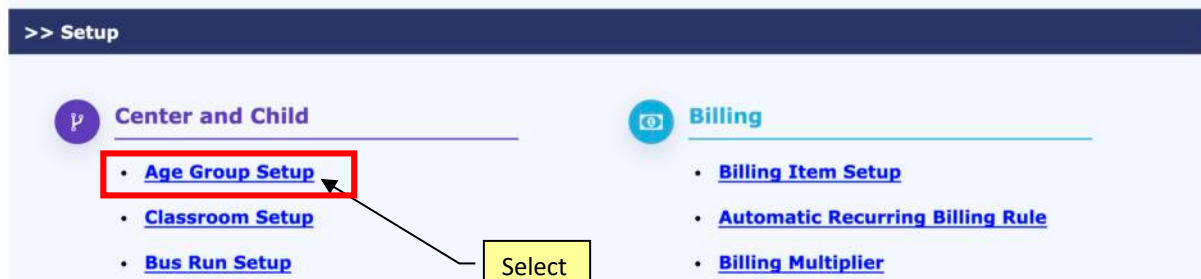 >> Setup
Center and Child
• Age Group Setup
• Classroom Setup
• Bus Run Setup
Select
Billing
• Billing Item Setup
• Automatic Recurring Billing Rule
• Billing Multiplier